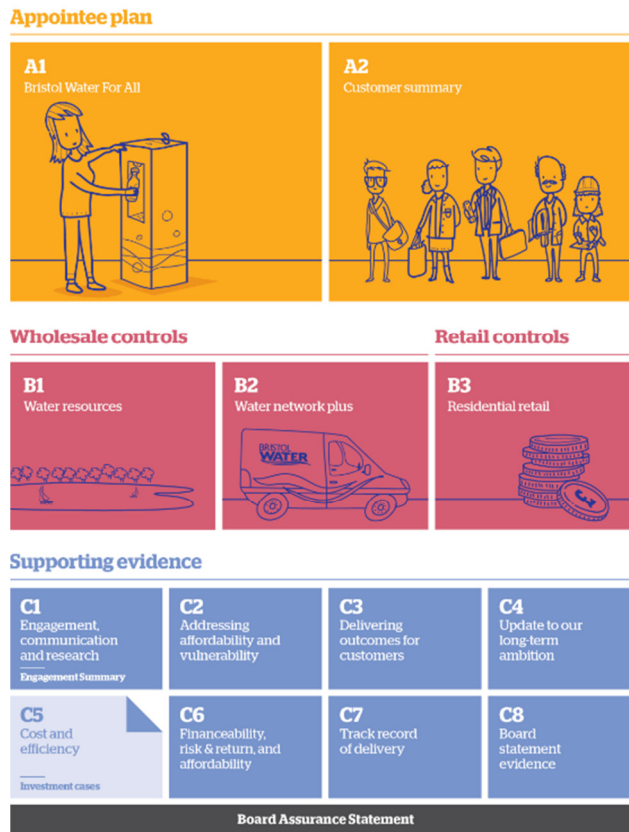 Appointee plan
A1
Bristol Water For All
A2
Customer summary
Wholesale controls
Retail controls
B1
Water resources
B2
Water network plus
BRISTOL
WATER
B3
Residential retail
£
Supporting evidence
C1
Engagement,
communication
and research
Engagement Summary
C2
Addressing
affordability and
vulnerability
C3
Delivering
outcomes for
customers
C4
Update to our
long-term
ambition
C5
Cost and
efficiency
Investment cases
C6
Financeability,
risk & return, and
affordability
C7
Track record
of delivery
C8
Board
statement
evidence
Board Assurance Statement